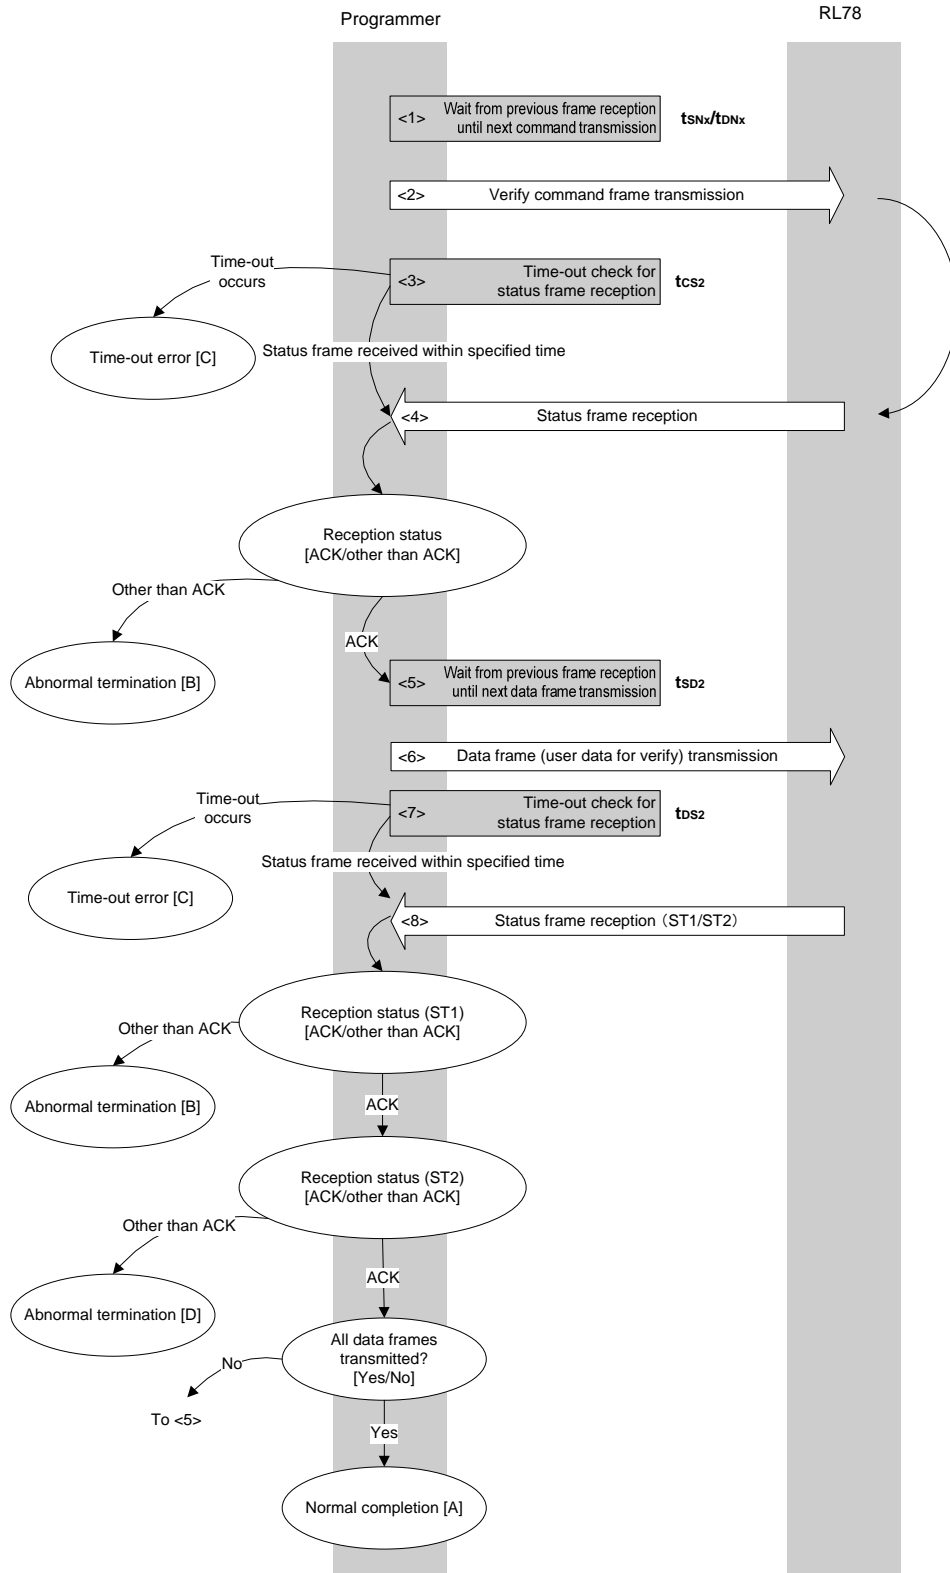 Programmer
RL78
<1>
Wait from previous frame reception
until next command transmission
tSNx/tDNx
<2>
Verify command frame transmission
Time-out
occurs
<3>
Time-out check for
status frame reception
tCS2
Time-out error [C]
Status frame received within specified time
<4>
Status frame reception
Reception status
[ACK/other than ACK]
Other than ACK
ACK
Abnormal termination [B]
<5>
Wait from previous frame reception
until next data frame transmission
tSD2
<6>
Data frame (user data for verify) transmission
Time-out
occurs
<7>
Time-out check for
status frame reception
tDS2
Status frame received within specified time
Time-out error [C]
<8>
Status frame reception (ST1/ST2)
Reception status (ST1)
[ACK/other than ACK]
Other than ACK
Abnormal termination [B]
ACK
Reception status (ST2)
[ACK/other than ACK]
Other than ACK
ACK
Abnormal termination [D]
All data frames
transmitted?
[Yes/No]
No
To <5>
Yes
Normal completion [A]